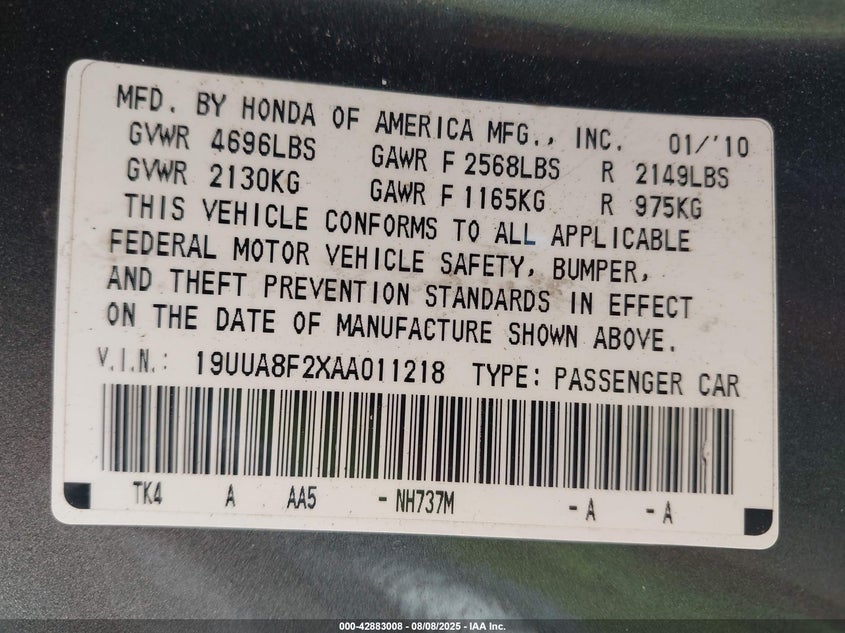 MFD. BY HONDA OF AMERICA MFG., INC. 01/'10
GVWR 4696LBS GAWR F 2568LBS R 2149LBS
GVWR 2130KG GAWR F 1165KG R 975KG
THIS VEHICLE CONFORMS TO ALL APPLICABLE
FEDERAL MOTOR VEHICLE SAFETY, BUMPER,
AND THEFT PREVENTION STANDARDS IN EFFECT
ON THE DATE OF MANUFACTURE SHOWN ABOVE.
V.I.N.: 19UUA8F2XAA011218 TYPE: PASSENGER CAR
TK4 A AA5 - NH737M - A - A
000-42883008 - 08/08/2025 - IAA Inc.